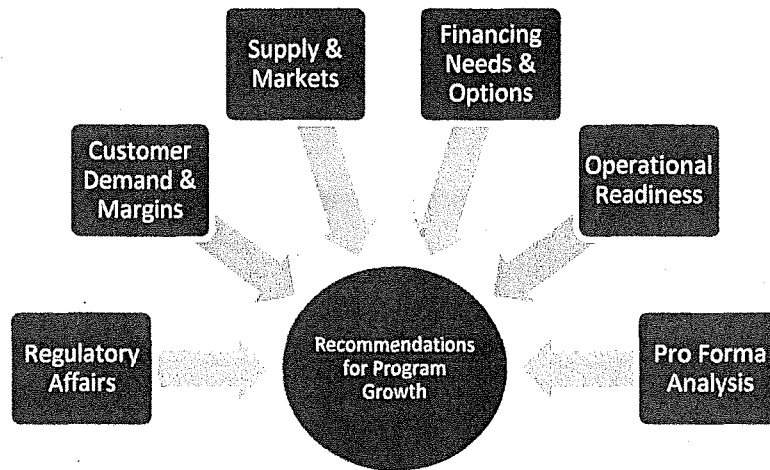 Supply &
Markets
Financing
Needs &
Options
Customer
Demand &
Margins
Operational
Readiness
Regulatory
Affairs
Recommendations
for Program
Growth
Pro Forma
Analysis